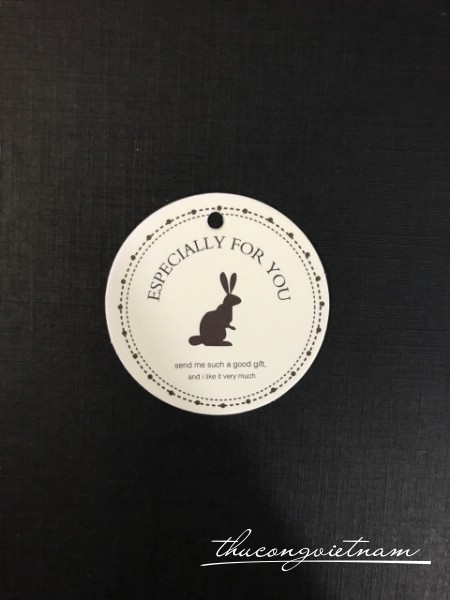 ESPECIALLY FOR YOU
send me such a good gift,
and i like it very much
thucongvietnam